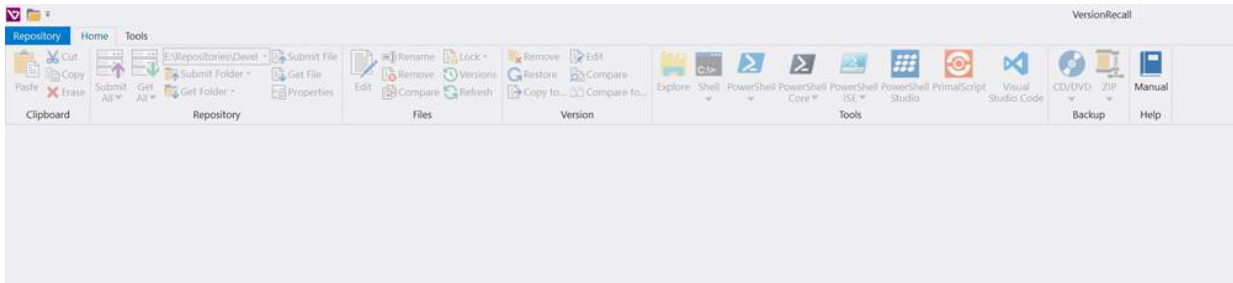 VersionRecall
Repository Home Tools
Paste
Cut
Copy
Erase
Clipboard
Submit All
Get All
E:\Repositories\Devel
Submit Folder
Get Folder
Submit File
Get File
Properties
Repository
Edit
Rename
Remove
Compare
Lock
Versions
Refresh
Files
Remove
Restore
Copy to...
Edit
Compare
Compare to...
Version
Explore
C:\>
Shell
PowerShell
PowerShell Core
PowerShell ISE
PowerShell Studio
PrimalScript
Visual Studio Code
Tools
CD/DVD
ZIP
Backup
Manual
Help